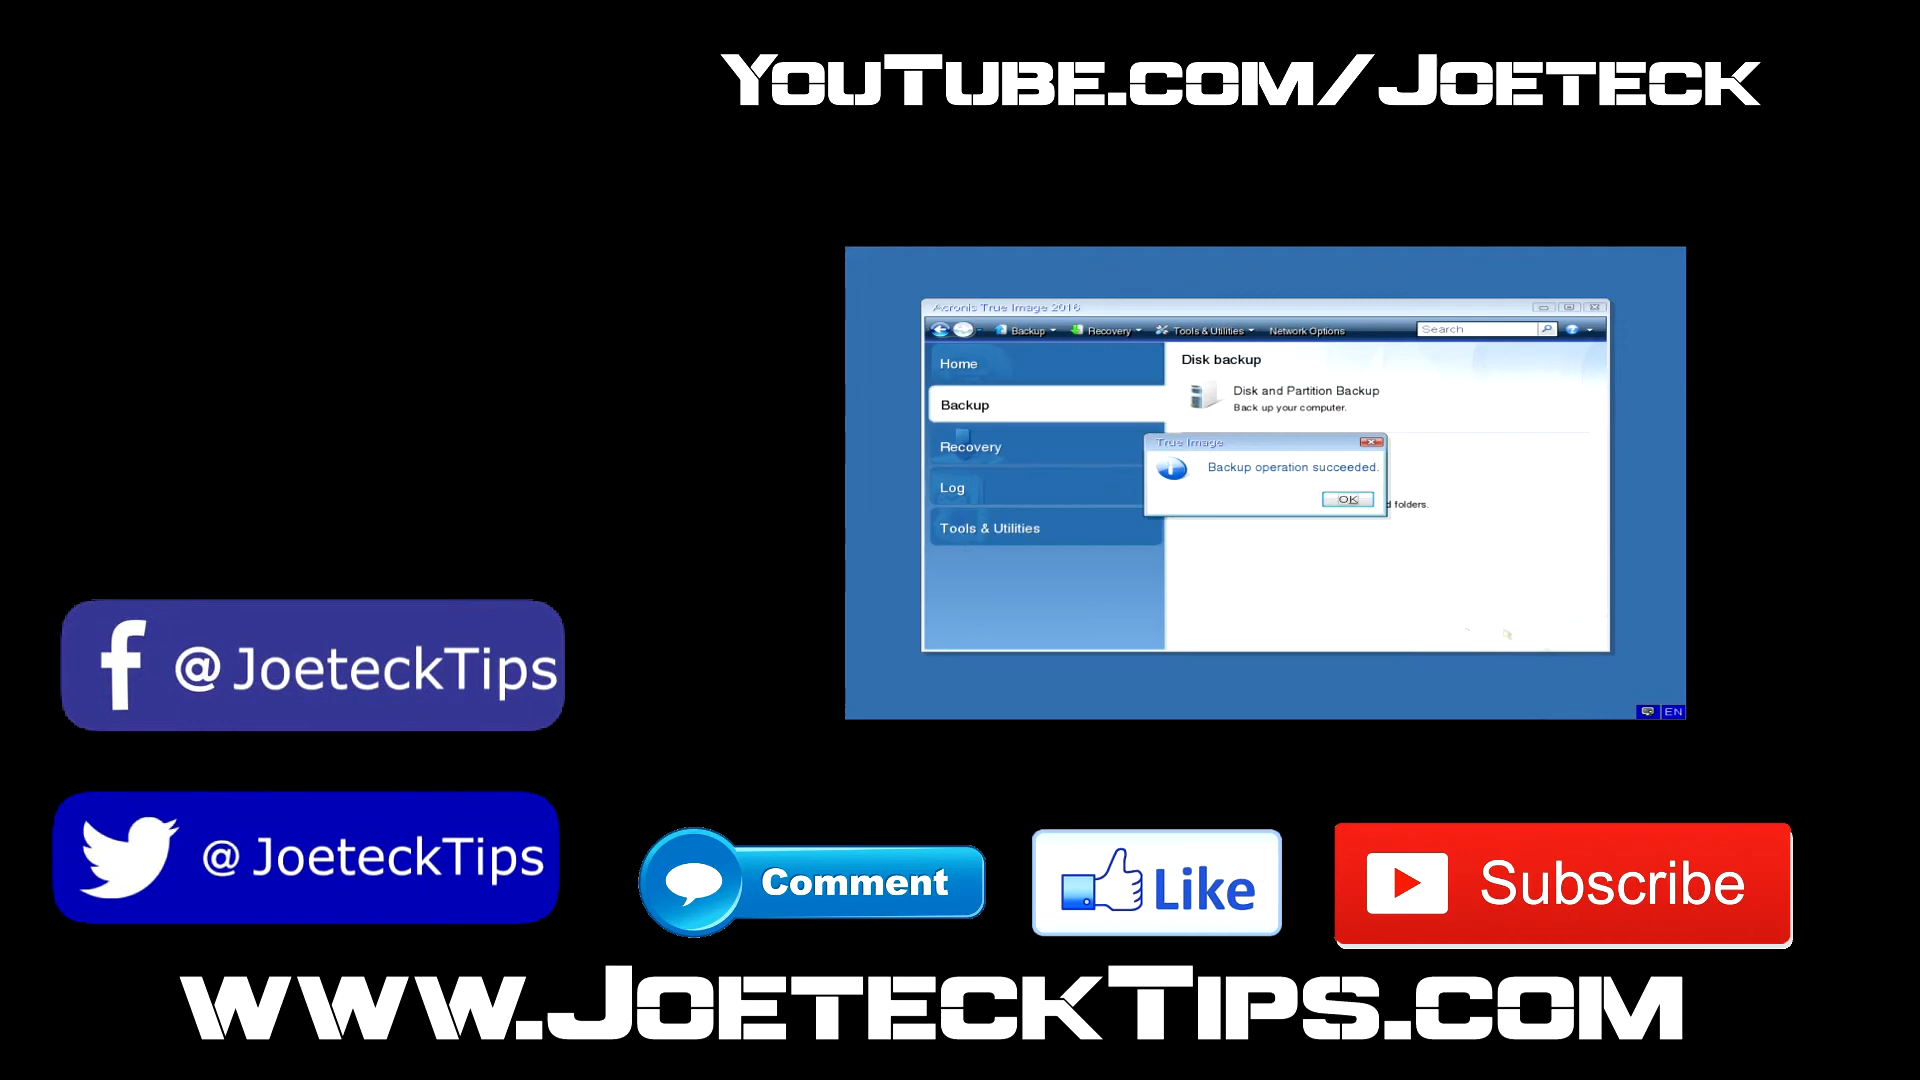 YouTube.com/Joeteck
Acronis True Image 2016
Backup
Recovery
Tools & Utilities
Network Options
Search
Home
Backup
Recovery
Log
Tools & Utilities
Disk backup
Disk and Partition Backup
Back up your computer.
True Image
Backup operation succeeded.
OK
d folders.
EN
@JoeteckTips
@JoeteckTips
Comment
Like
Subscribe
www.JoeteckTips.com